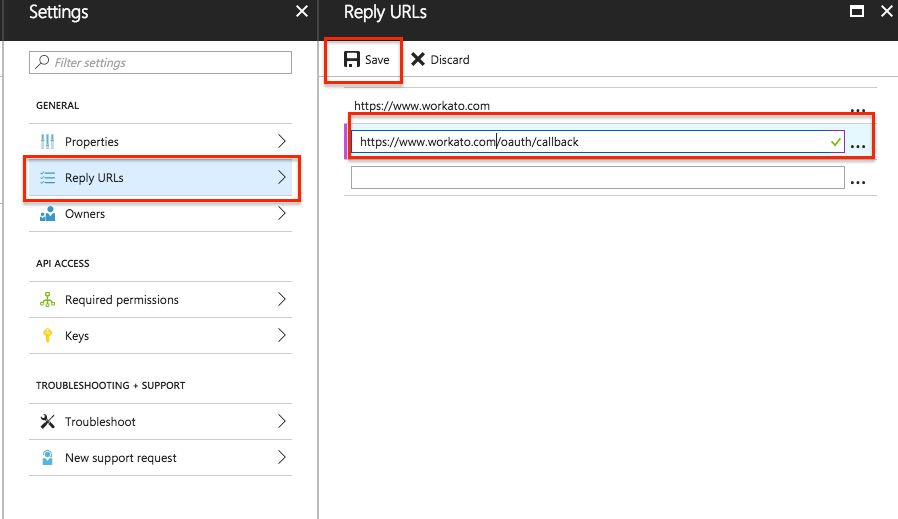 Settings
Filter settings
GENERAL
Properties
Reply URLs
Owners
API ACCESS
Required permissions
Keys
TROUBLESHOOTING + SUPPORT
Troubleshoot
New support request
Reply URLs
Save Discard
https://www.workato.com
https://www.workato.com/oauth/callback